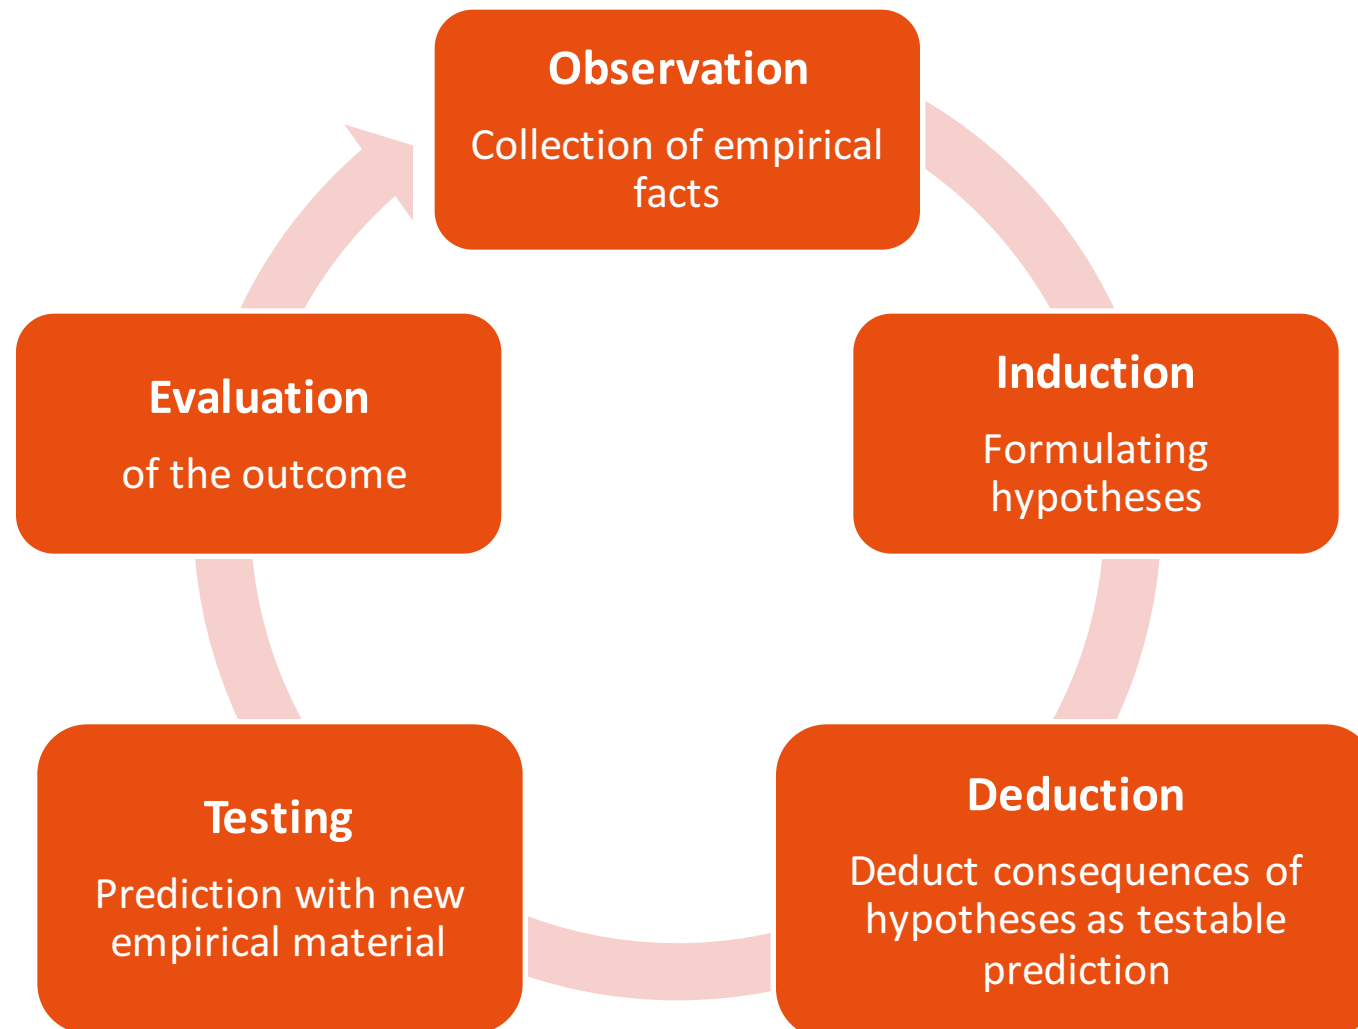 Observation
Collection of empirical
facts
Induction
Formulating
hypotheses
Deduction
Deduct consequences of
hypotheses as testable
prediction
Testing
Prediction with new
empirical material
Evaluation
of the outcome